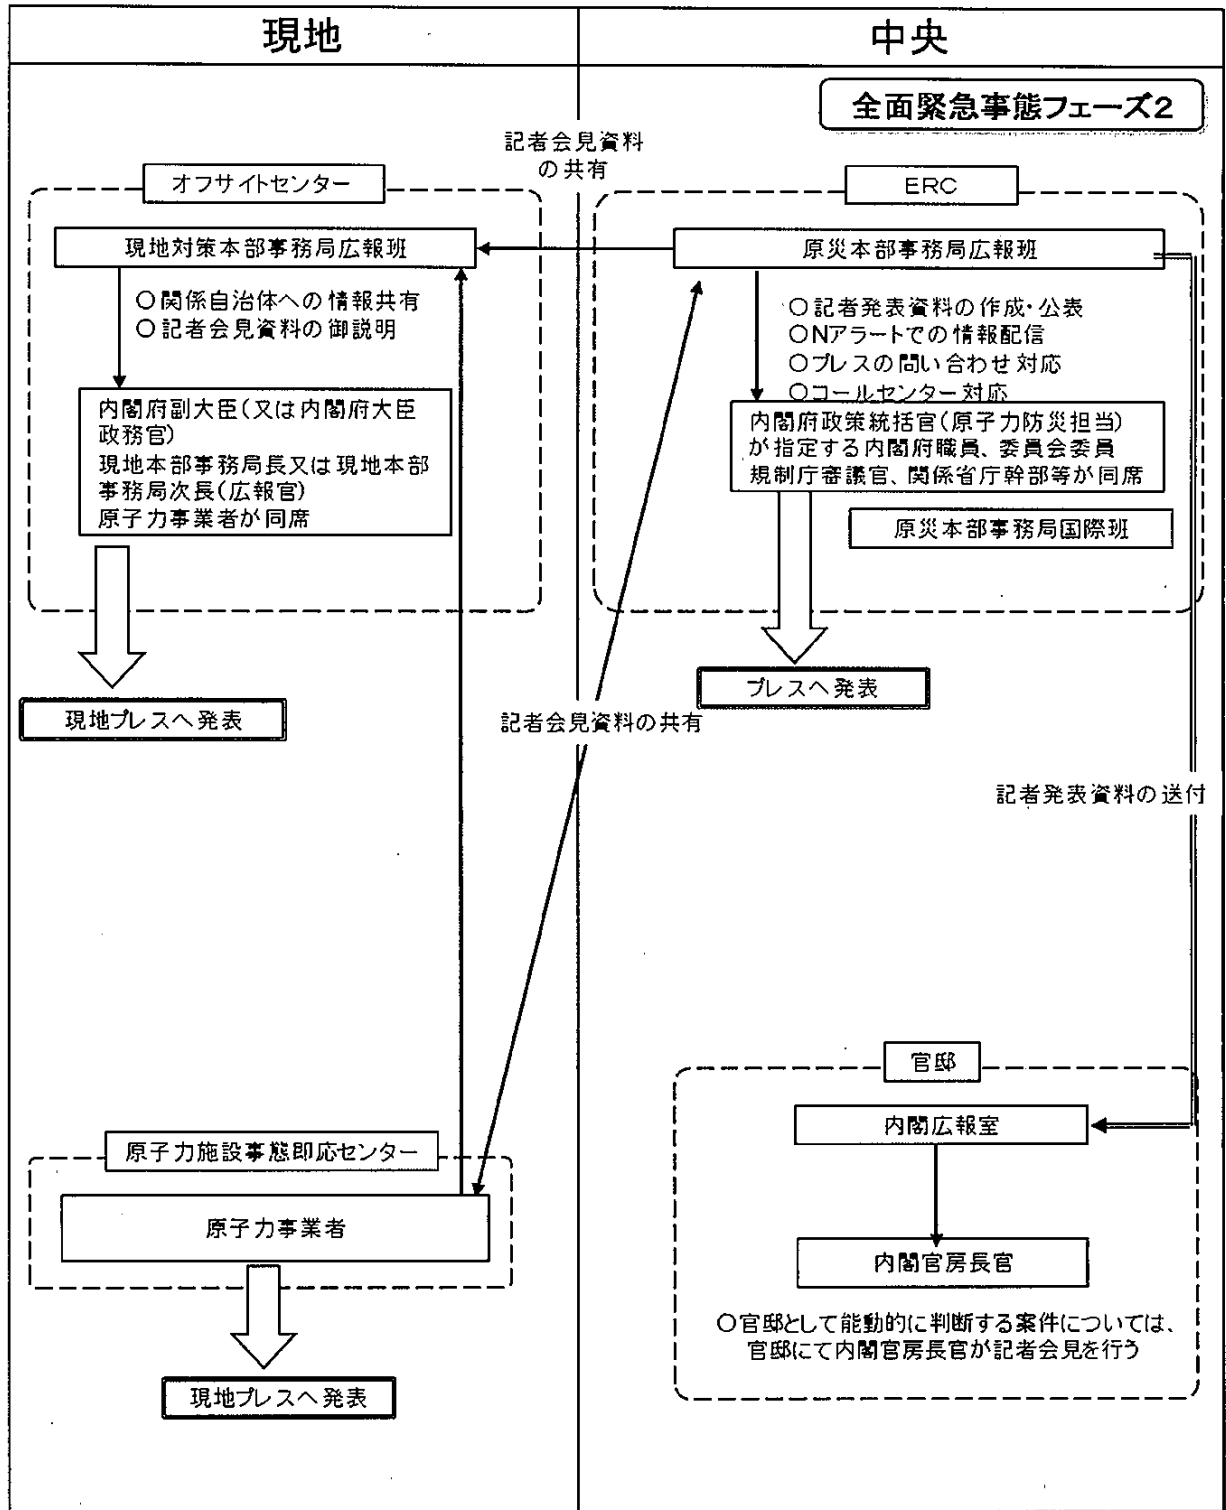 現地
中央
全面緊急事態フェーズ2
記者会見資料
の共有
オフサイトセンター
ERC
現地対策本部事務局広報班
原災本部事務局広報班
○関係自治体への情報共有
○記者会見資料の御説明
○記者発表資料の作成・公表
○Nアラートでの情報配信
○プレスの問い合わせ対応
○コールセンター対応
内閣府副大臣(又は内閣府大臣
政務官)
現地本部事務局長又は現地本部
事務局次長(広報官)
原子力事業者が同席
内閣府政策統括官(原子力防災担当)
が指定する内閣府職員、委員会委員
規制庁審議官、関係省庁幹部等が同席
原災本部事務局国際班
プレスへ発表
現地プレスへ発表
記者会見資料の共有
記者発表資料の送付
官邸
内閣広報室
原子力施設事態即応センター
原子力事業者
内閣官房長官
○官邸として能動的に判断する案件については、
官邸にて内閣官房長官が記者会見を行う
現地プレスへ発表